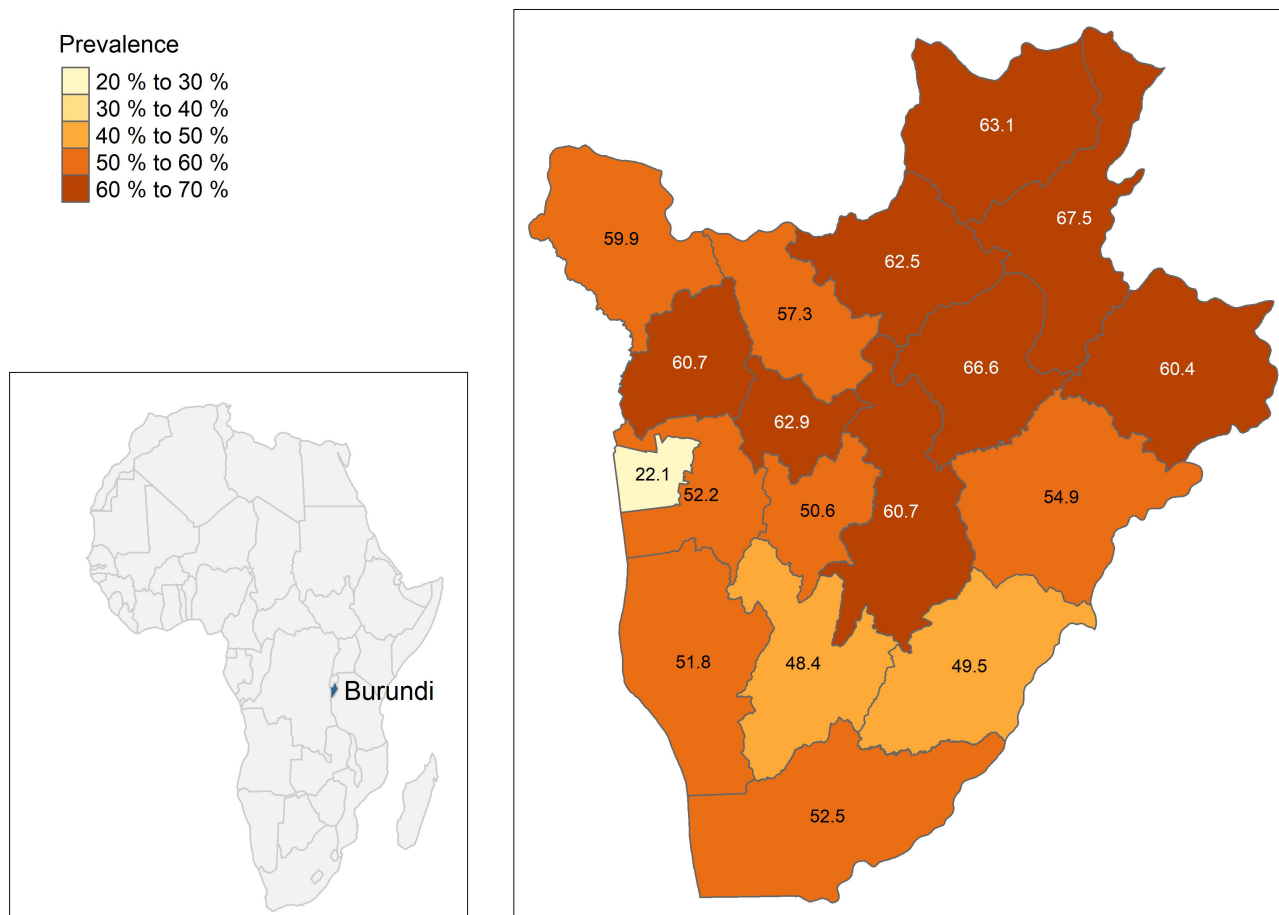 Prevalence
20 % to 30 %
30 % to 40 %
40 % to 50 %
50 % to 60 %
60 % to 70 %
Burundi
63.1
67.5
59.9
62.5
57.3
60.7
66.6
60.4
62.9
22.1
52.2
50.6
60.7
54.9
51.8
48.4
49.5
52.5